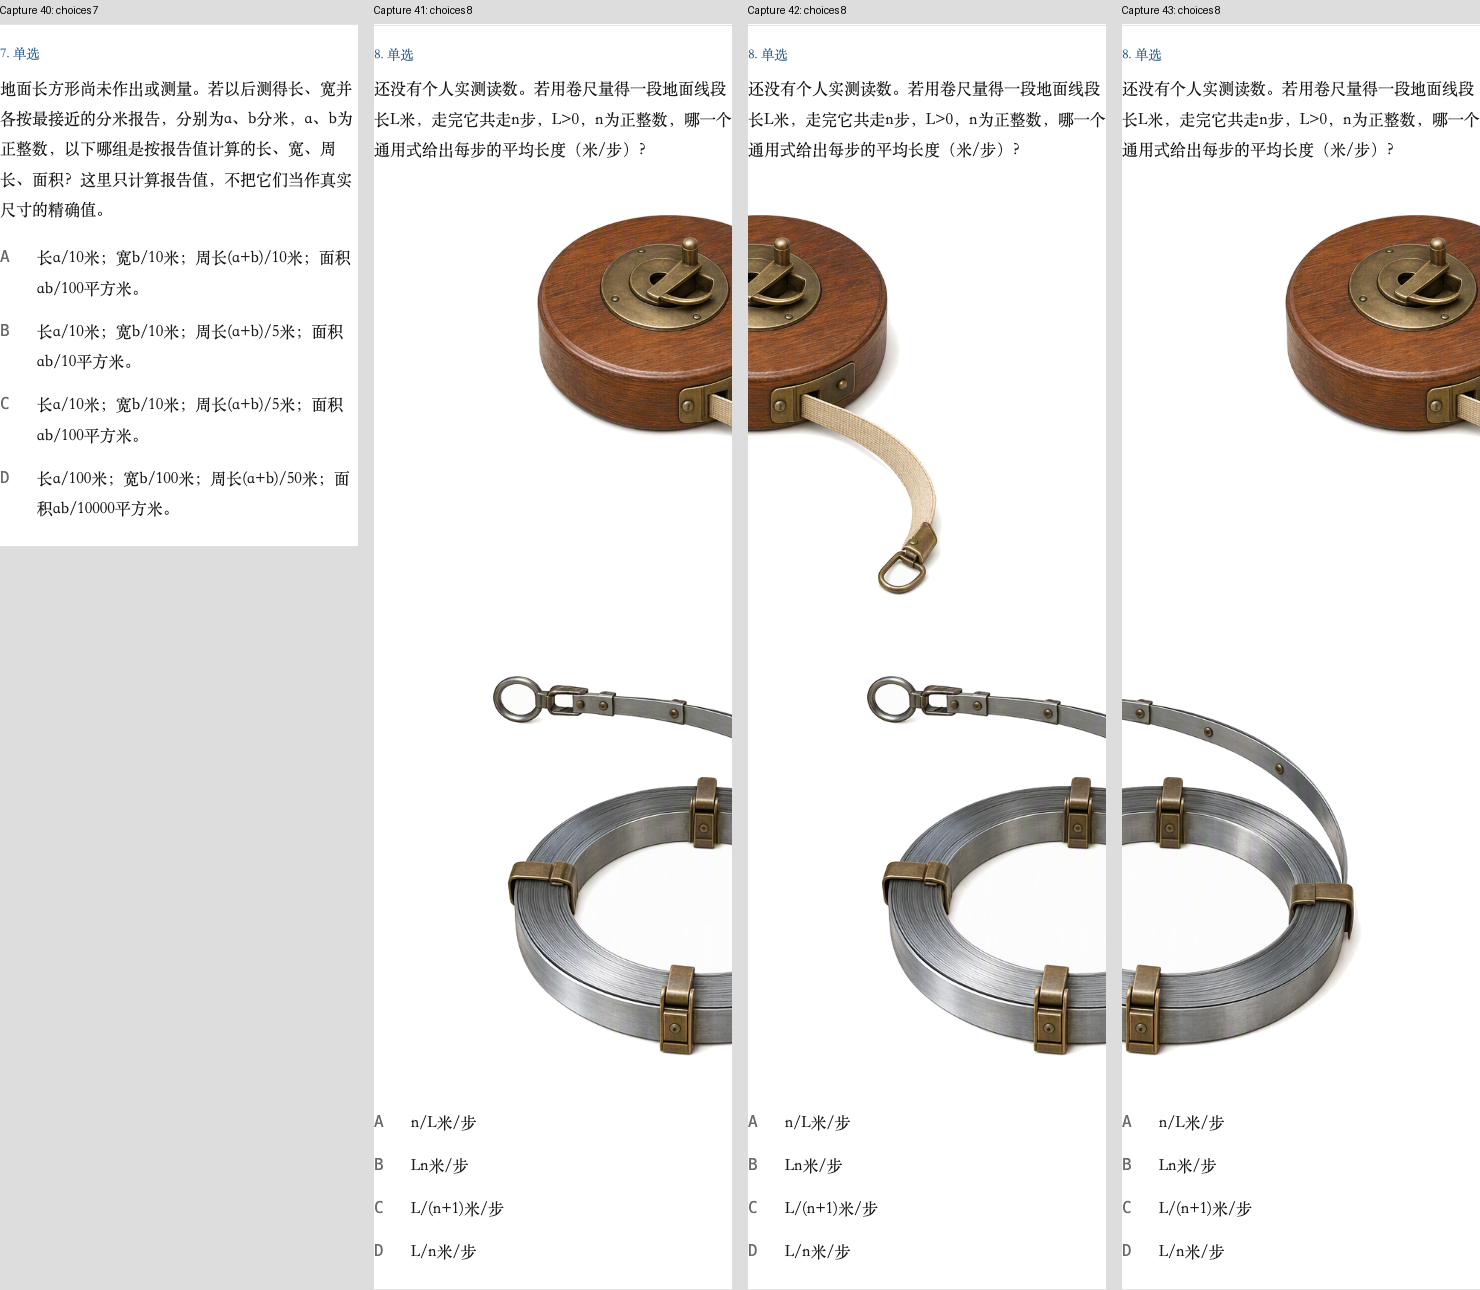 Capture 40: choices7
7. 单选
地面长方形尚未作出或测量。若以后测得长、宽并
各按最接近的分米报告，分别为a、b分米，a、b为
正整数，以下哪组是按报告值计算的长、宽、周
长、面积？这里只计算报告值，不把它们当作真实
尺寸的精确值。
A 长a/10米；宽b/10米；周长(a+b)/10米；面积
ab/100平方米。
B 长a/10米；宽b/10米；周长(a+b)/5米；面积
ab/10平方米。
C 长a/10米；宽b/10米；周长(a+b)/5米；面积
ab/100平方米。
D 长a/100米；宽b/100米；周长(a+b)/50米；面
积ab/10000平方米。
Capture 41: choices8
8. 单选
还没有个人实测读数。若用卷尺量得一段地面线段
长L米，走完它共走n步，L>0，n为正整数，哪一个
通用式给出每步的平均长度（米/步）？
A n/L米/步
B Ln米/步
C L/(n+1)米/步
D L/n米/步
Capture 42: choices8
8. 单选
还没有个人实测读数。若用卷尺量得一段地面线段
长L米，走完它共走n步，L>0，n为正整数，哪一个
通用式给出每步的平均长度（米/步）？
A n/L米/步
B Ln米/步
C L/(n+1)米/步
D L/n米/步
Capture 43: choices8
8. 单选
还没有个人实测读数。若用卷尺量得一段地面线段
长L米，走完它共走n步，L>0，n为正整数，哪一个
通用式给出每步的平均长度（米/步）？
A n/L米/步
B Ln米/步
C L/(n+1)米/步
D L/n米/步